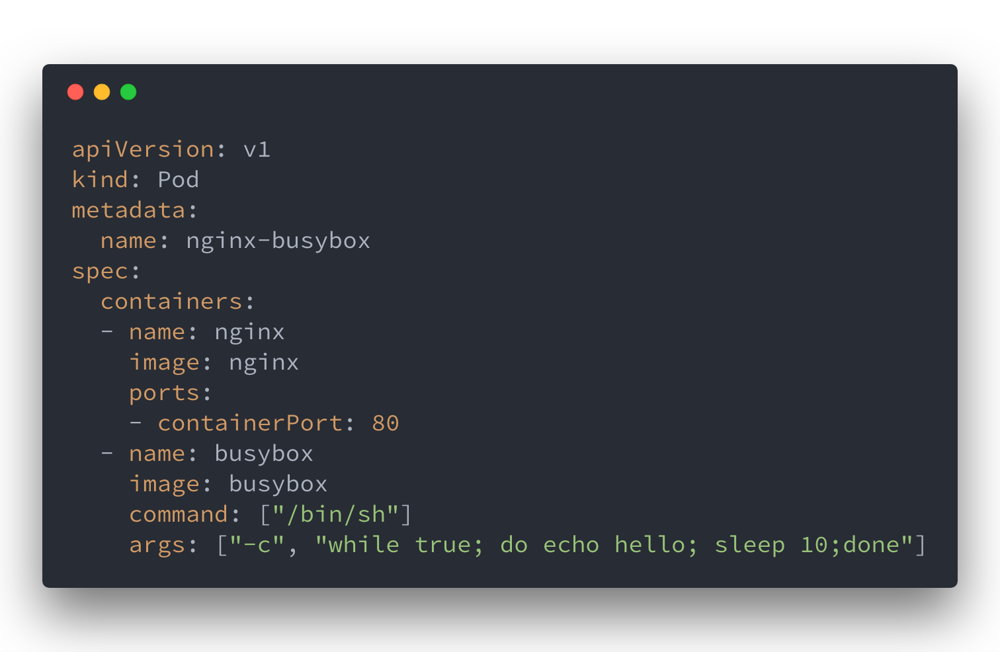 apiVersion: v1
kind: Pod
metadata:
  name: nginx-busybox
spec:
  containers:
  - name: nginx
    image: nginx
    ports:
    - containerPort: 80
  - name: busybox
    image: busybox
    command: ["/bin/sh"]
    args: ["-c", "while true; do echo hello; sleep 10;done"]